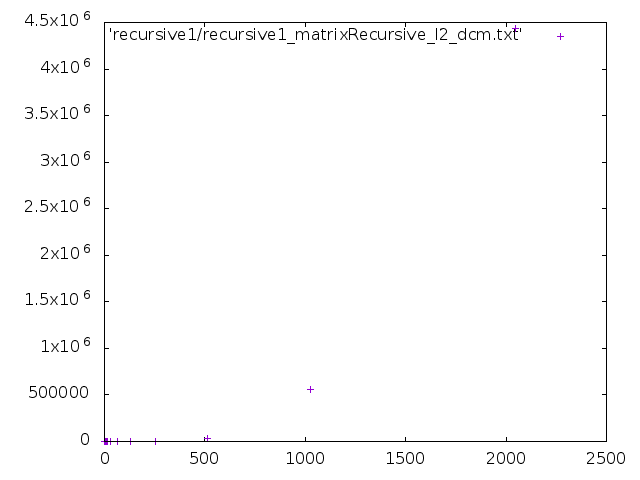 4.5x10 6
'recursive1/recursive1_matrixRecursive_l2_dcm.txt'
4x10 6
3.5x10 6
3x10 6
2.5x10 6
2x10 6
1.5x10 6
1x10 6
500000
0
0 500 1000 1500 2000 2500